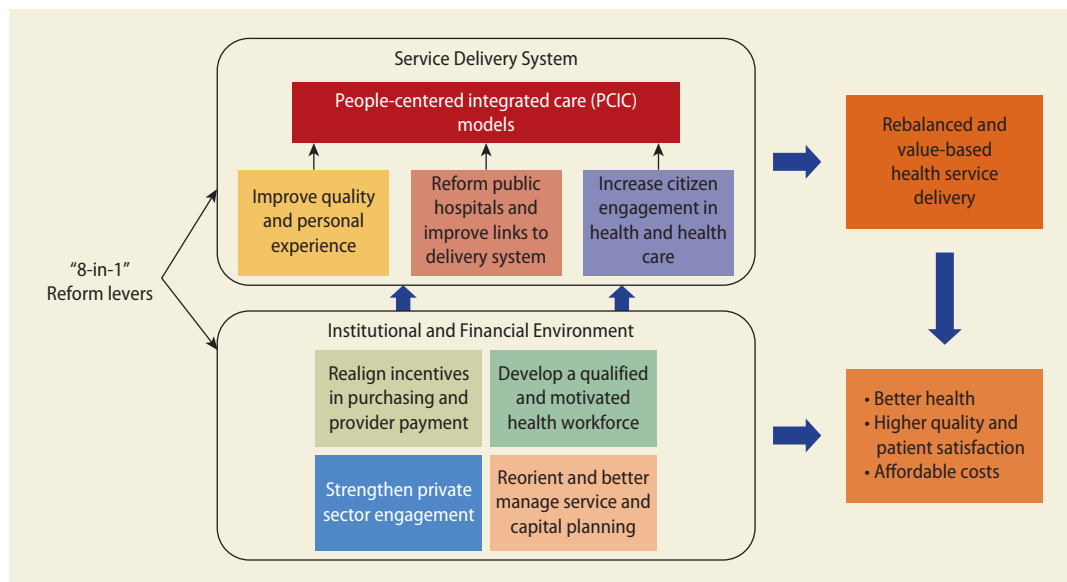 Service Delivery System
People-centered integrated care (PCIC)
models
Improve quality
and personal
experience
Reform public
hospitals and
improve links to
delivery system
Increase citizen
engagement in
health and health
care
Rebalanced and
value-based
health service
delivery
“8-in-1”
Reform levers
Institutional and Financial Environment
Realign incentives
in purchasing and
provider payment
Develop a qualified
and motivated
health workforce
Strengthen private
sector engagement
Reorient and better
manage service and
capital planning
• Better health
• Higher quality and
patient satisfaction
• Affordable costs